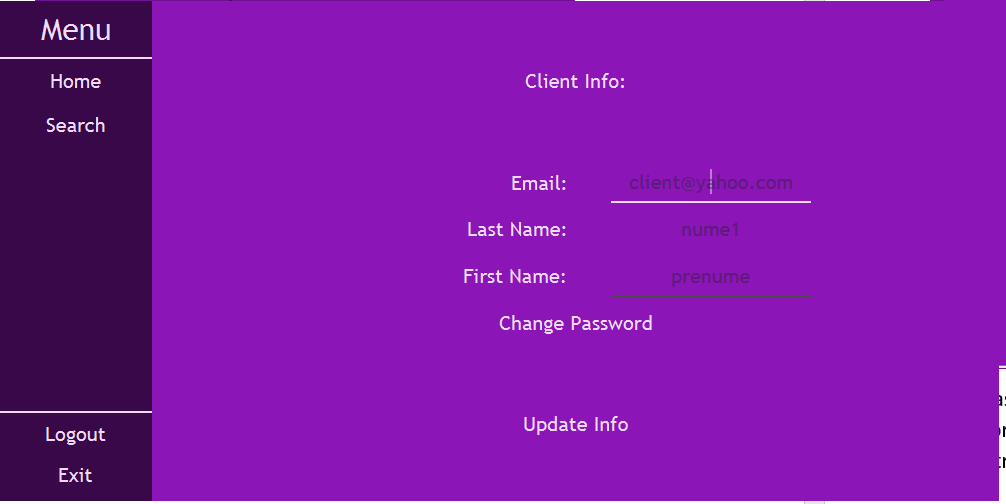 Menu
Home
Search
Logout
Exit
Client Info:
Email: client@yahoo.com
Last Name: nume1
First Name: prenume
Change Password
Update Info